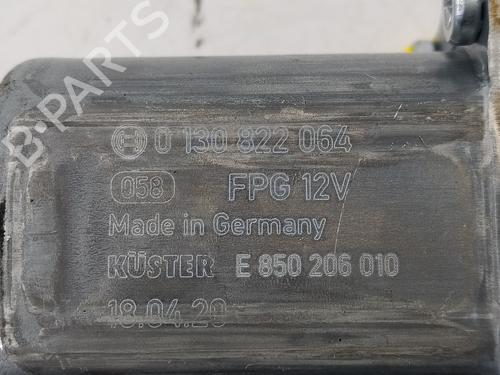 0 130 822 064
058 FPG 12V
Made in Germany
KÜSTER E 850 206 010
18.04.20
B-Parts